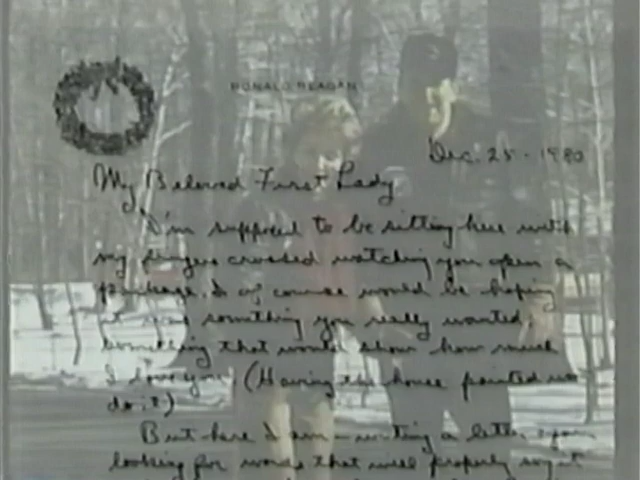 RONALD REAGAN
Dec. 25 - 1980
My Beloved First Lady
I'm supposed to be sitting here with
my fingers crossed watching you open a
package. I of course would be hoping
it was something you really wanted,
something that would show how much
I love you. (Having the house painted
do it?)
But here I am - writing a letter &
looking for words that will properly say it